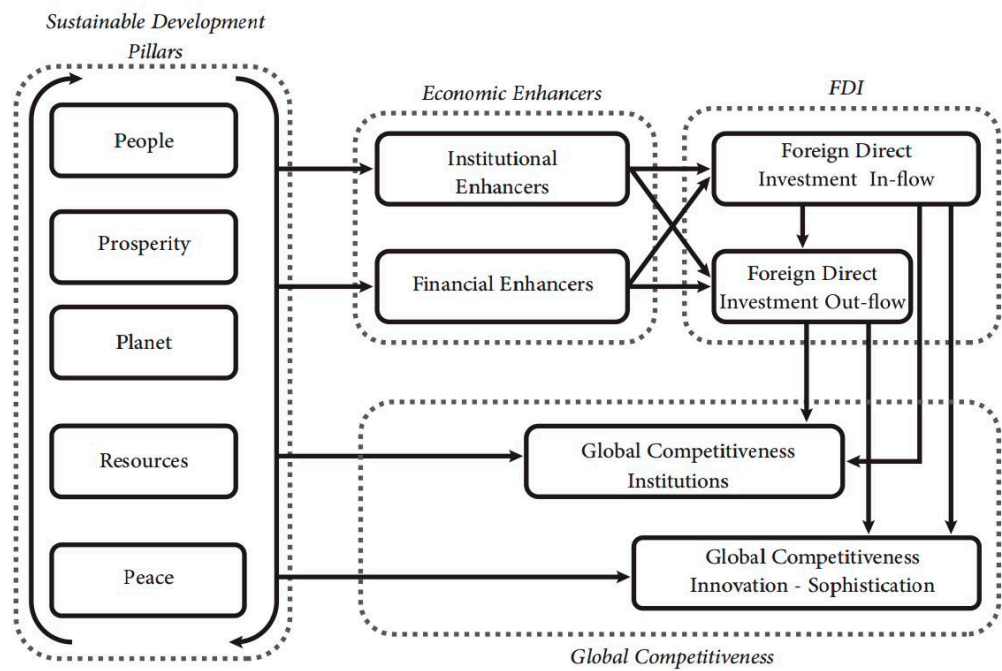 Sustainable Development
Pillars
People
Prosperity
Planet
Resources
Peace
Economic Enhancers
Institutional
Enhancers
Financial Enhancers
FDI
Foreign Direct
Investment In-flow
Foreign Direct
Investment Out-flow
Global Competitiveness
Institutions
Global Competitiveness
Innovation - Sophistication
Global Competitiveness